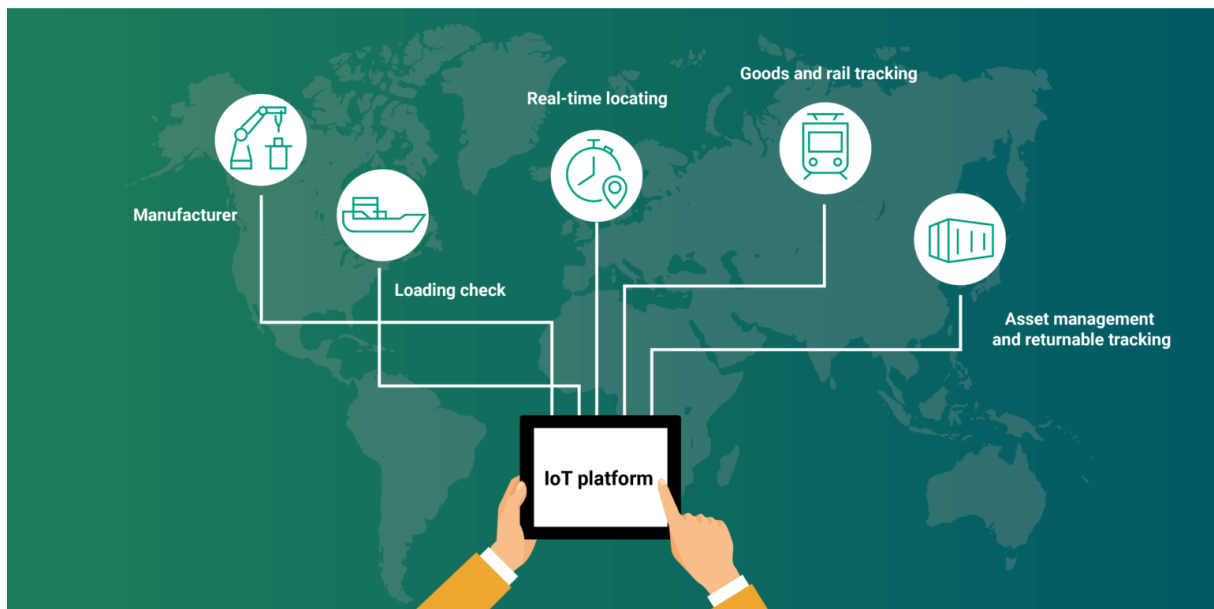 Goods and rail tracking
Real-time locating
Manufacturer
Loading check
Asset management
and returnable tracking
IoT platform